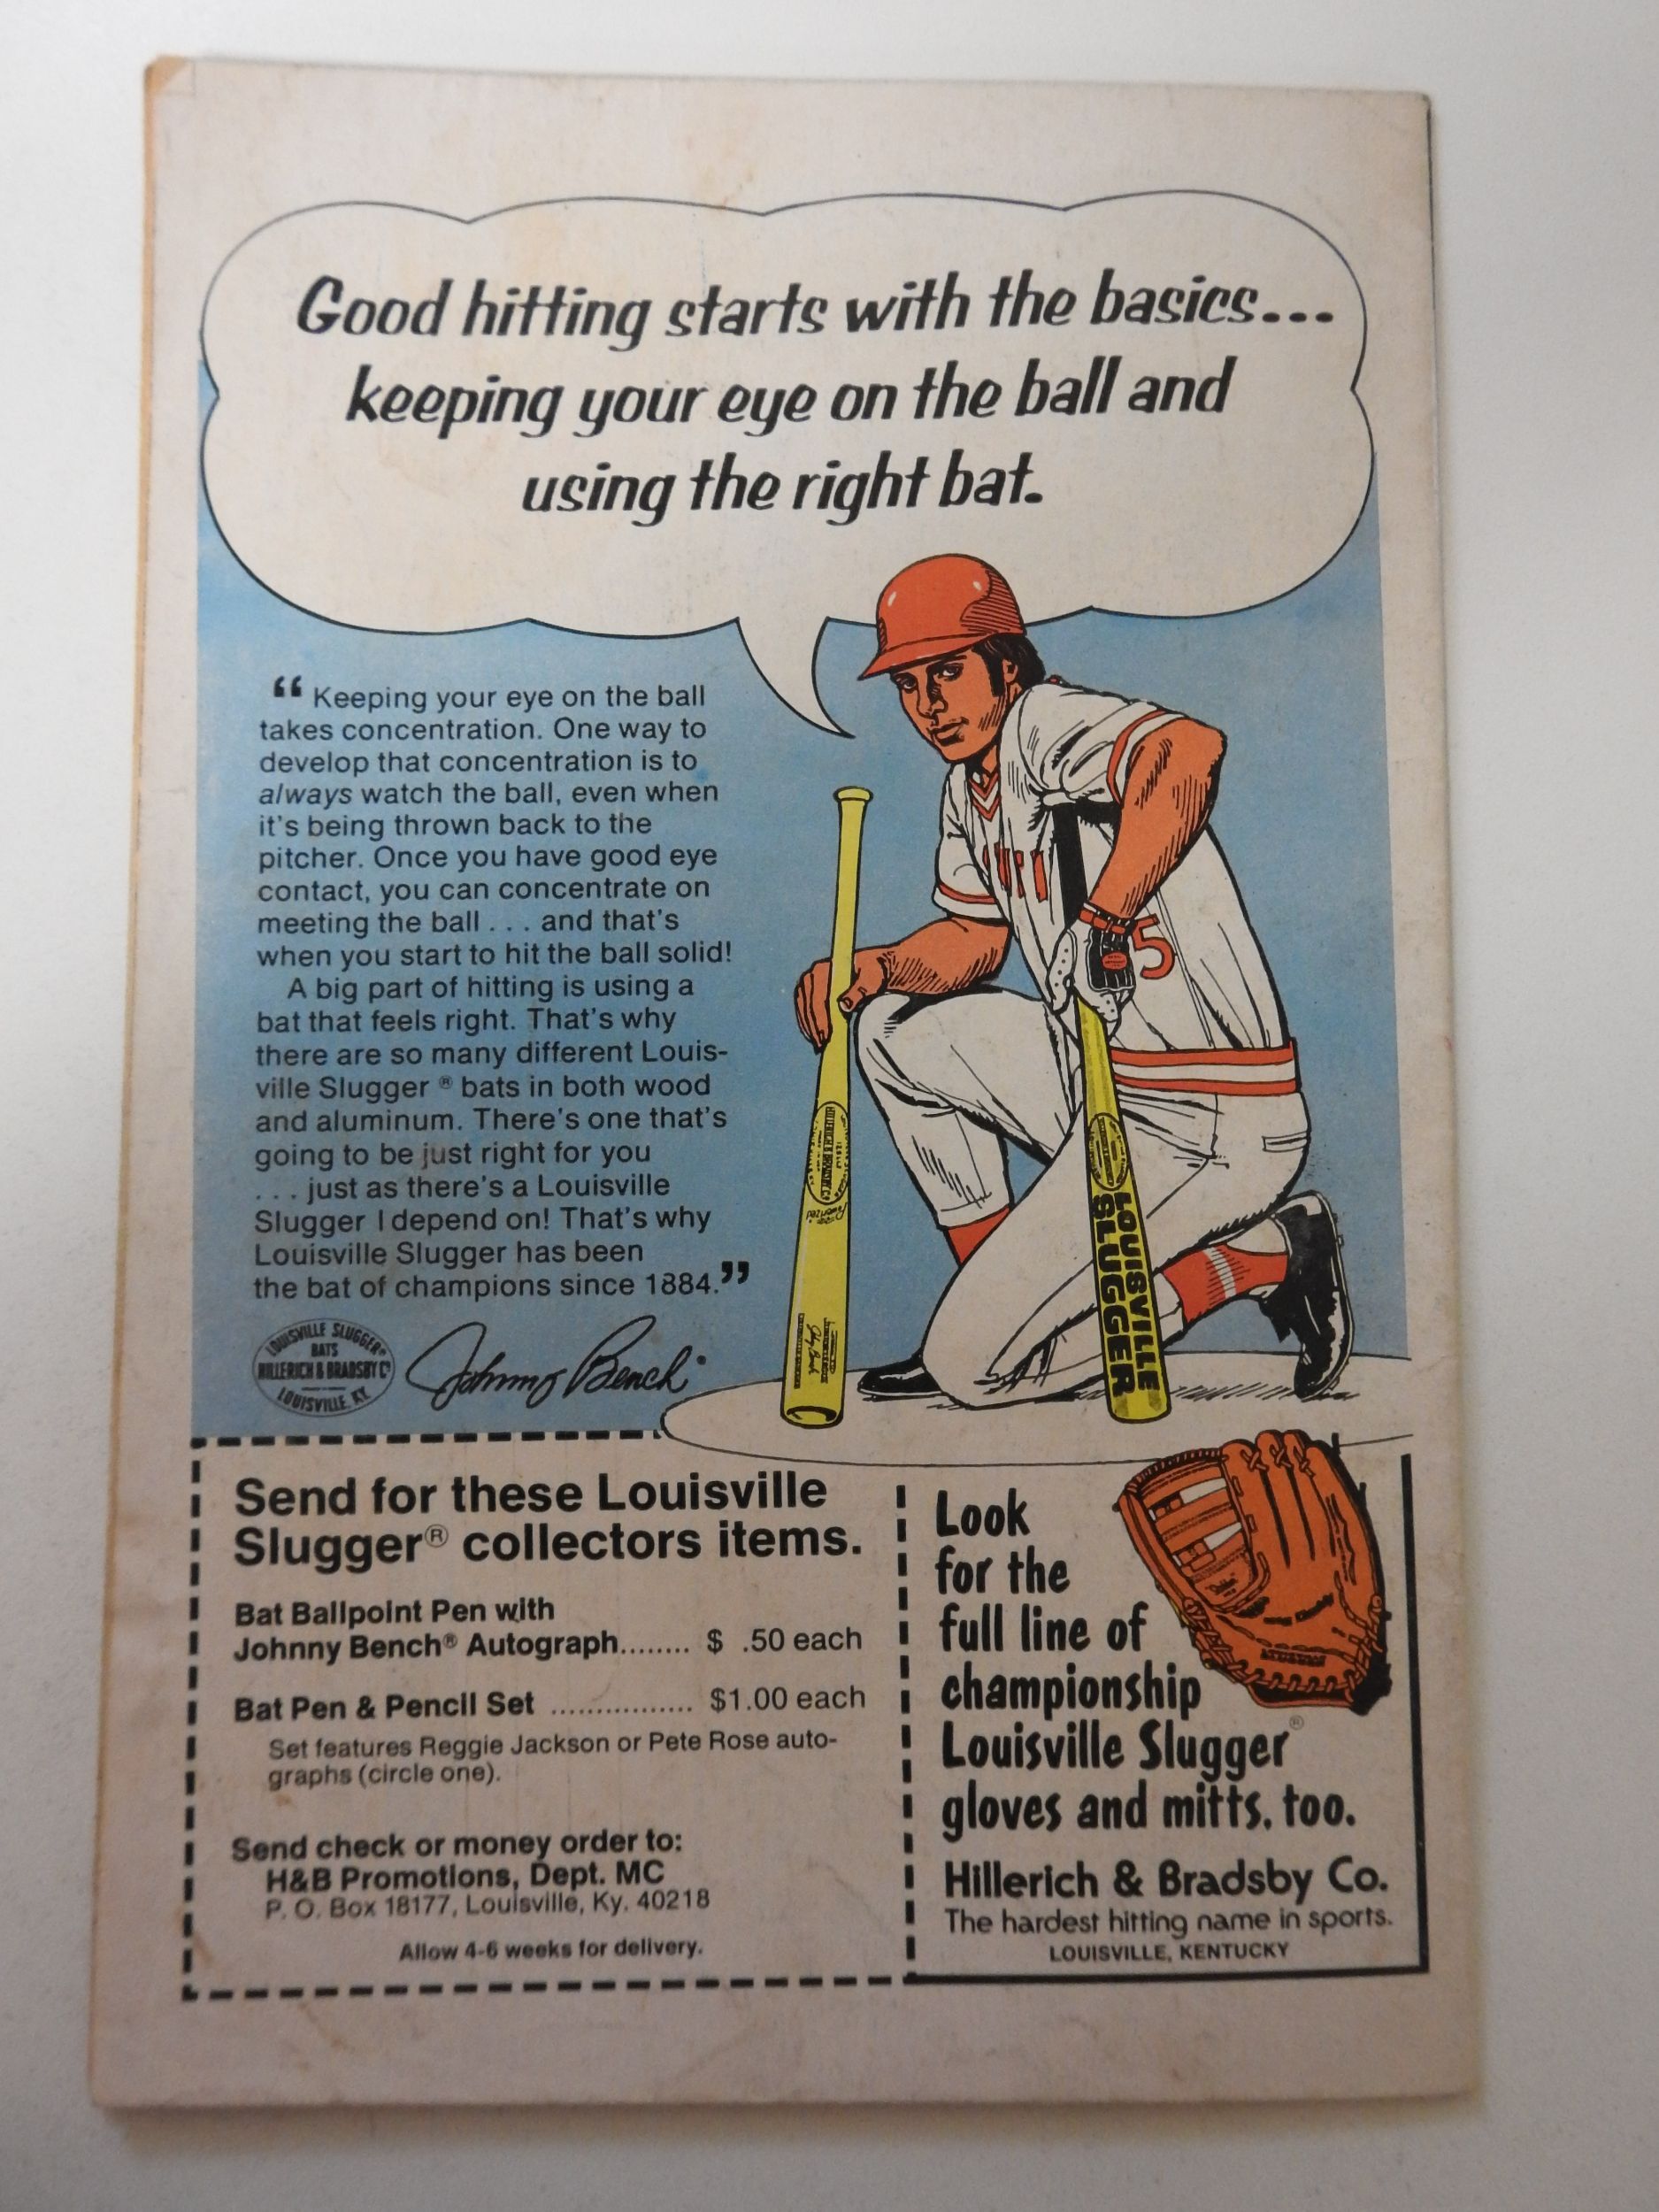 Good hitting starts with the basics...
keeping your eye on the ball and
using the right bat.
“ Keeping your eye on the ball
takes concentration. One way to
develop that concentration is to
always watch the ball, even when
it's being thrown back to the
pitcher. Once you have good eye
contact, you can concentrate on
meeting the ball . . . and that's
when you start to hit the ball solid!
A big part of hitting is using a
bat that feels right. That's why
there are so many different Louis-
ville Slugger ® bats in both wood
and aluminum. There's one that's
going to be just right for you
. . . just as there's a Louisville
Slugger I depend on! That's why
Louisville Slugger has been
the bat of champions since 1884.”
LOUISVILLE SLUGGER
BATS
HILLERICH & BRADSBY Co
LOUISVILLE, KY.
Johnny Bench
5
LOUISVILLE
SLUGGER
Send for these Louisville
Slugger® collectors items.
Bat Ballpoint Pen with
Johnny Bench® Autograph........ $ .50 each
Bat Pen & Pencil Set ................ $1.00 each
Set features Reggie Jackson or Pete Rose auto-
graphs (circle one).
Send check or money order to:
H&B Promotions, Dept. MC
P. O. Box 18177, Louisville, Ky. 40218
Allow 4-6 weeks for delivery.
Look
for the
full line of
championship
Louisville Slugger®
gloves and mitts, too.
Hillerich & Bradsby Co.
The hardest hitting name in sports.
LOUISVILLE, KENTUCKY